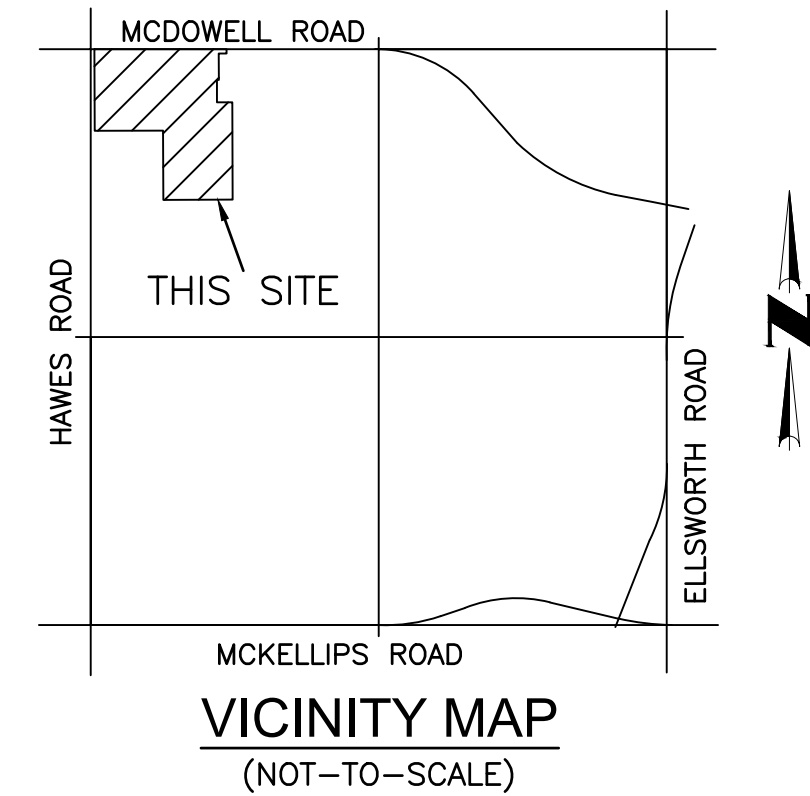 MCDOWELL ROAD
THIS SITE
HAWES ROAD
N
ELLSWORTH ROAD
MCKELLIPS ROAD
VICINITY MAP
(NOT-TO-SCALE)